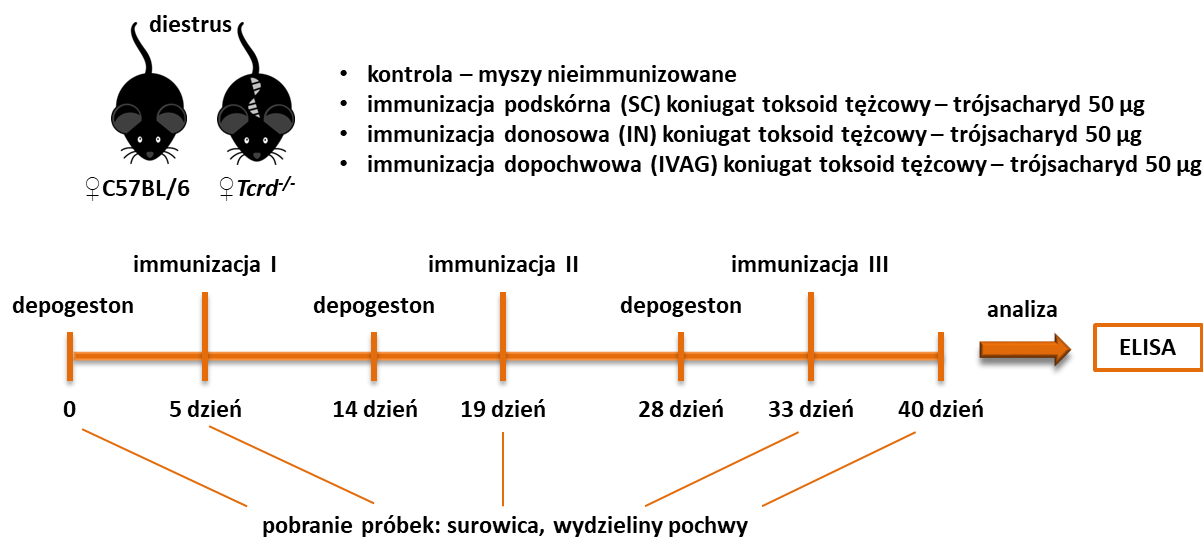 diestrus
♀C57BL/6
♀Tcrd-/-
• kontrola – myszy nieimmunizowane
• immunizacja podskórna (SC) koniugat toksoid tężcowy – trójsacharyd 50 µg
• immunizacja donosowa (IN) koniugat toksoid tężcowy – trójsacharyd 50 µg
• immunizacja dopochwowa (IVAG) koniugat toksoid tężcowy – trójsacharyd 50 µg
immunizacja I
immunizacja II
immunizacja III
depogeston
depogeston
depogeston
analiza
ELISA
0
5 dzień
14 dzień
19 dzień
28 dzień
33 dzień
40 dzień
pobranie próbek: surowica, wydzieliny pochwy